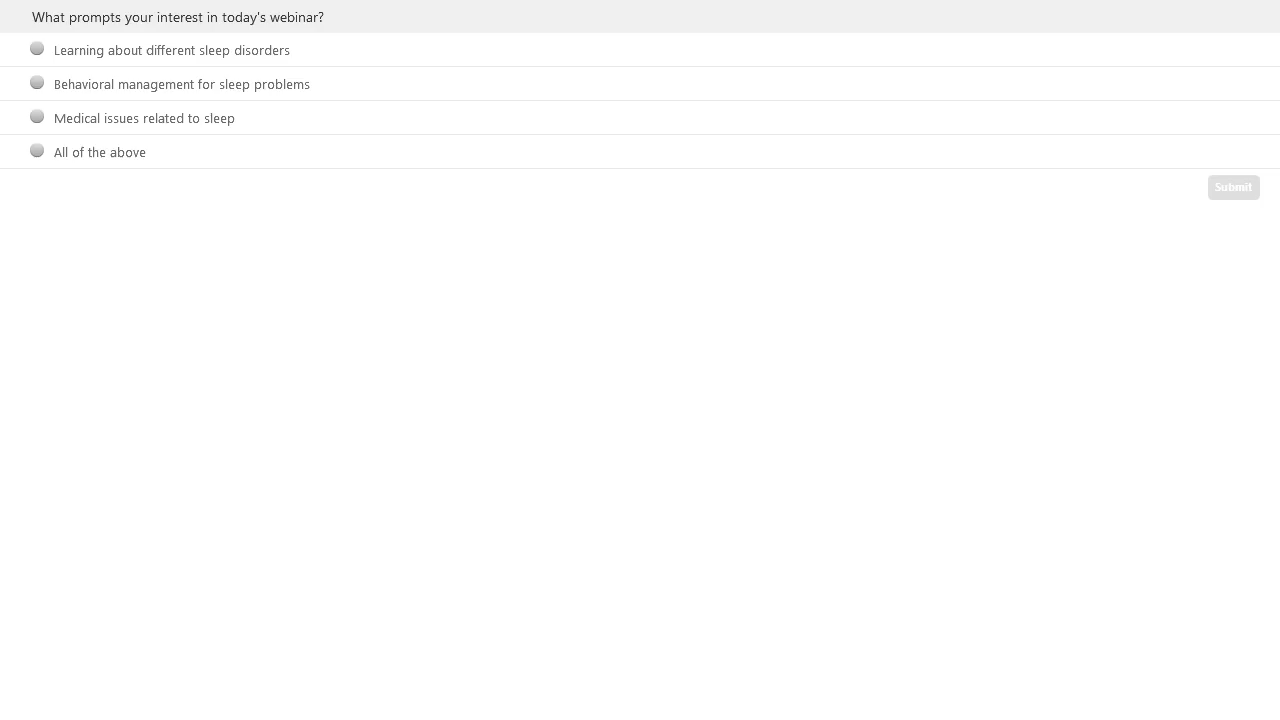 What prompts your interest in today's webinar?
Learning about different sleep disorders
Behavioral management for sleep problems
Medical issues related to sleep
All of the above
Submit